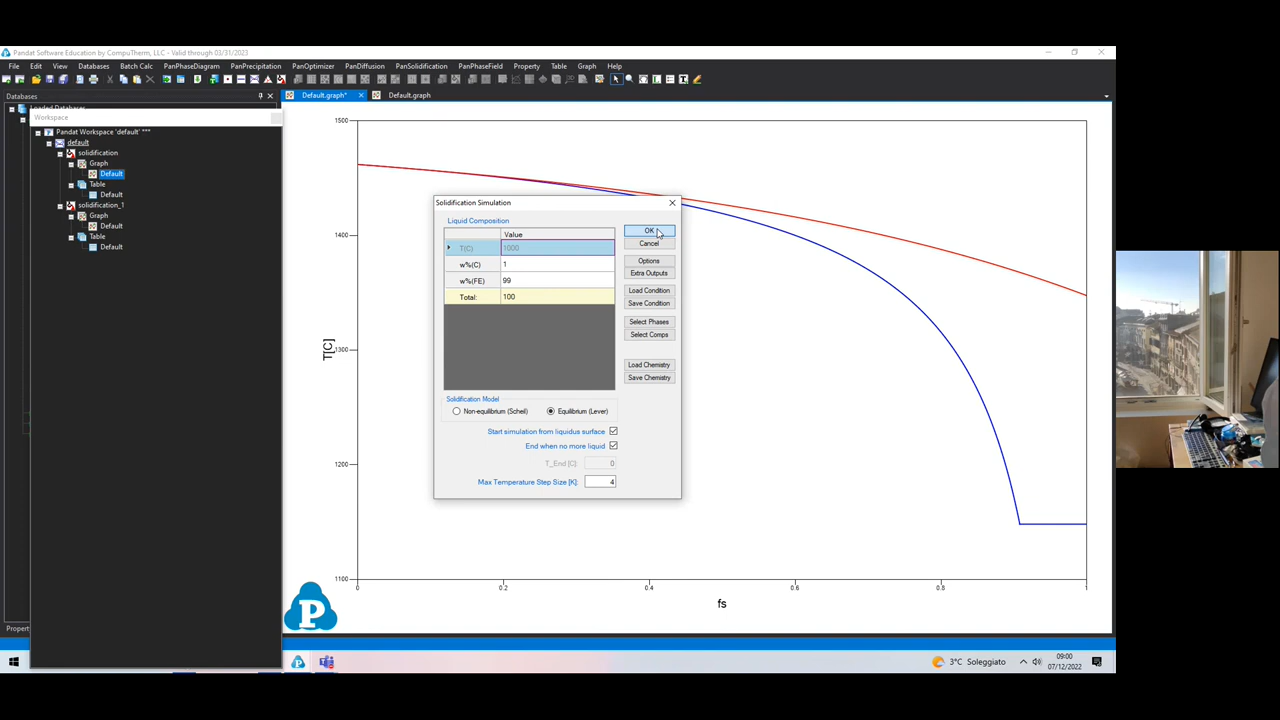 Pandat Software Education by CompuTherm, LLC - Valid through 03/31/2023
File Edit View Databases Batch Calc PanPhaseDiagram PanPrecipitation PanOptimizer PanDiffusion PanSolidification PanPhaseField Property Table Graph Help
Databases
Default.graph*
Default.graph
Loaded Databases
Workspace
Pandat Workspace 'default' ***
default
solidification
Graph
Default
Table
Default
solidification_1
Graph
Default
Table
Default
Propert
1500
1400
1300
1200
1100
T[C]
0 0.2 0.4 0.6 0.8 1
fs
Solidification Simulation
Liquid Composition
Value
T(C) 1000
w%(C) 1
w%(FE) 99
Total: 100
OK
Cancel
Options
Extra Outputs
Load Condition
Save Condition
Select Phases
Select Comps
Load Chemistry
Save Chemistry
Solidification Model
Non-equilibrium (Scheil) Equilibrium (Lever)
Start simulation from liquidus surface
End when no more liquid
T_End [C]: 0
Max Temperature Step Size [K]: 4
P
3°C Soleggiato
09:00
07/12/2022